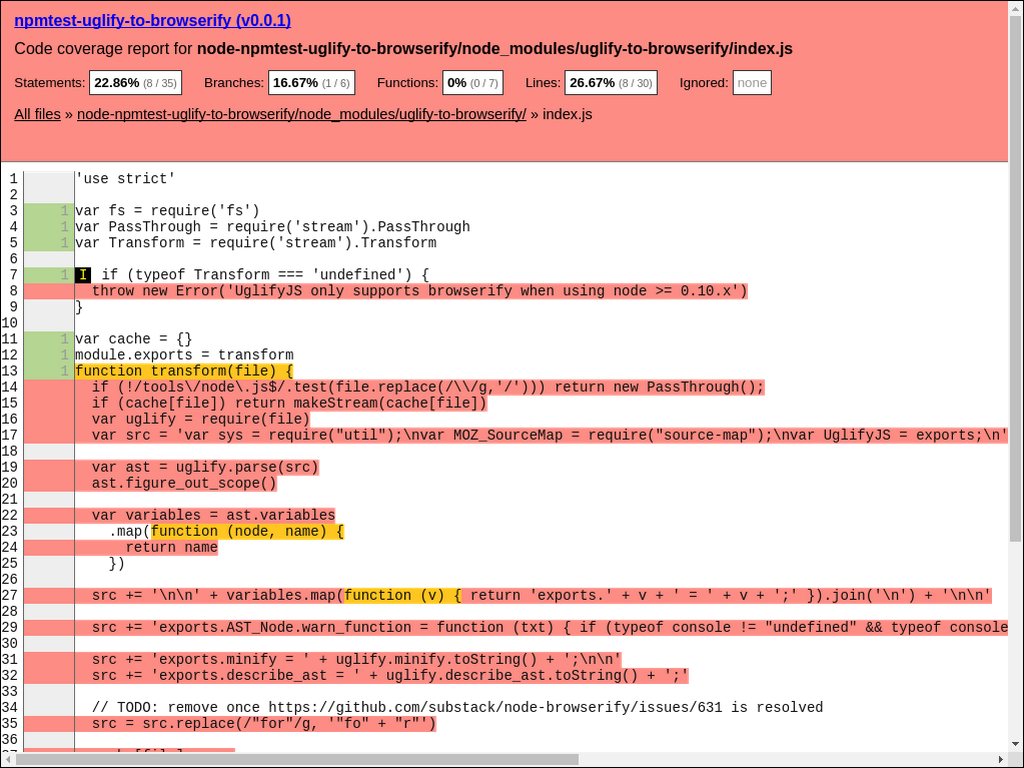 npmtest-uglify-to-browserify (v0.0.1)
Code coverage report for node-npmtest-uglify-to-browserify/node_modules/uglify-to-browserify/index.js
Statements: 22.86% (8 / 35) Branches: 16.67% (1 / 6) Functions: 0% (0 / 7) Lines: 26.67% (8 / 30) Ignored: none
All files » node-npmtest-uglify-to-browserify/node_modules/uglify-to-browserify/ » index.js
1 'use strict'
2
3 1 var fs = require('fs')
4 1 var PassThrough = require('stream').PassThrough
5 1 var Transform = require('stream').Transform
6
7 1 I if (typeof Transform === 'undefined') {
8 throw new Error('UglifyJS only supports browserify when using node >= 0.10.x')
9 }
10
11 1 var cache = {}
12 1 module.exports = transform
13 1 function transform(file) {
14 if (!/tools\/node\.js$/.test(file.replace(/\\/g,'/'))) return new PassThrough();
15 if (cache[file]) return makeStream(cache[file])
16 var uglify = require(file)
17 var src = 'var sys = require("util");\nvar MOZ_SourceMap = require("source-map");\nvar UglifyJS = exports;\n'
18
19 var ast = uglify.parse(src)
20 ast.figure_out_scope()
21
22 var variables = ast.variables
23 .map(function (node, name) {
24 return name
25 })
26
27 src += '\n\n' + variables.map(function (v) { return 'exports.' + v + ' = ' + v + ';' }).join('\n') + '\n\n'
28
29 src += 'exports.AST_Node.warn_function = function (txt) { if (typeof console != "undefined" && typeof console
30
31 src += 'exports.minify = ' + uglify.minify.toString() + ';\n\n'
32 src += 'exports.describe_ast = ' + uglify.describe_ast.toString() + ';'
33
34 // TODO: remove once https://github.com/substack/node-browserify/issues/631 is resolved
35 src = src.replace(/"for"/g, '"fo" + "r"')
36